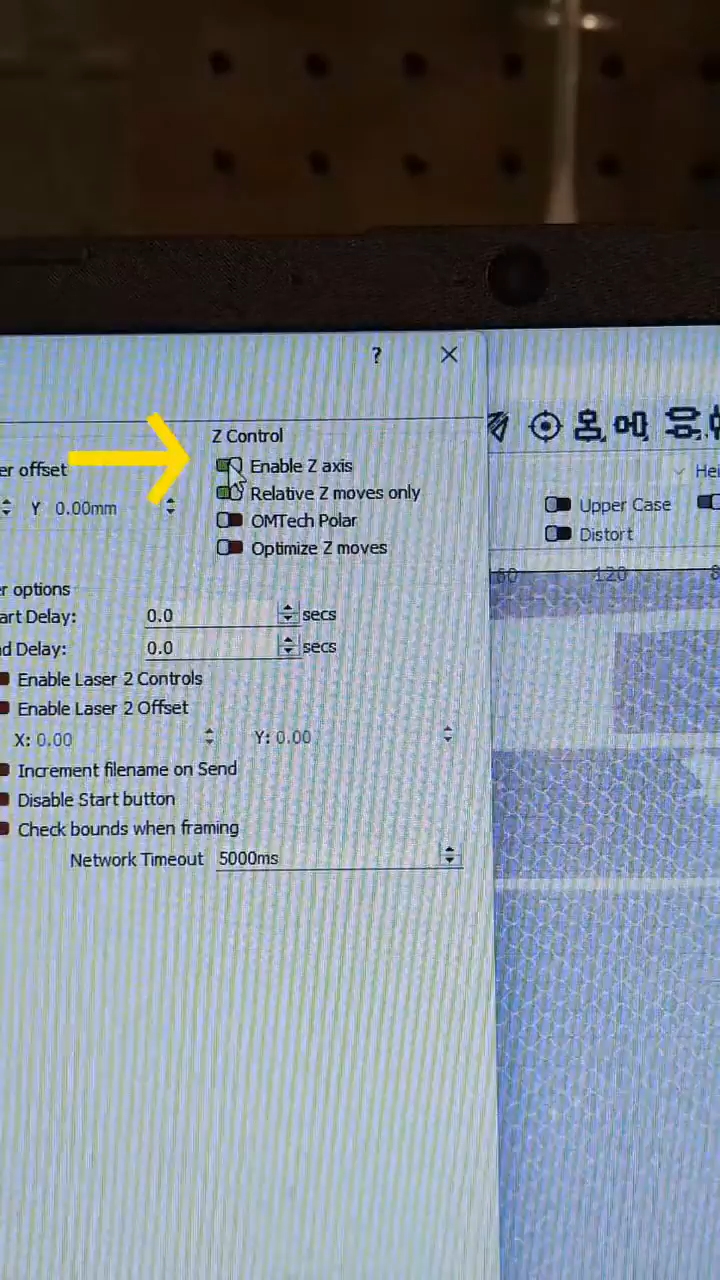 ?
Z Control
er offset
Enable Z axis
Y 0.00mm
Relative Z moves only
OMTech Polar
Optimize Z moves
Upper Case
Distort
120
r options
art Delay: 0.0 secs
d Delay: 0.0 secs
Enable Laser 2 Controls
Enable Laser 2 Offset
X: 0.00 Y: 0.00
Increment filename on Send
Disable Start button
Check bounds when framing
Network Timeout 5000ms